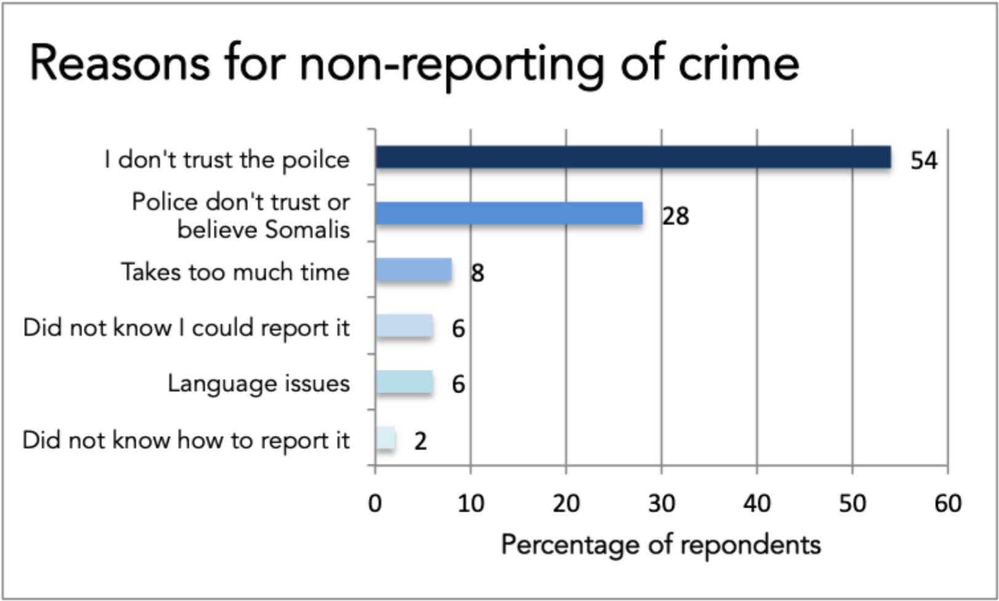 Reasons for non-reporting of crime
I don't trust the poilce
54
Police don't trust or
believe Somalis
28
Takes too much time
8
Did not know I could report it
6
Language issues
6
Did not know how to report it
2
0 10 20 30 40 50 60
Percentage of repondents